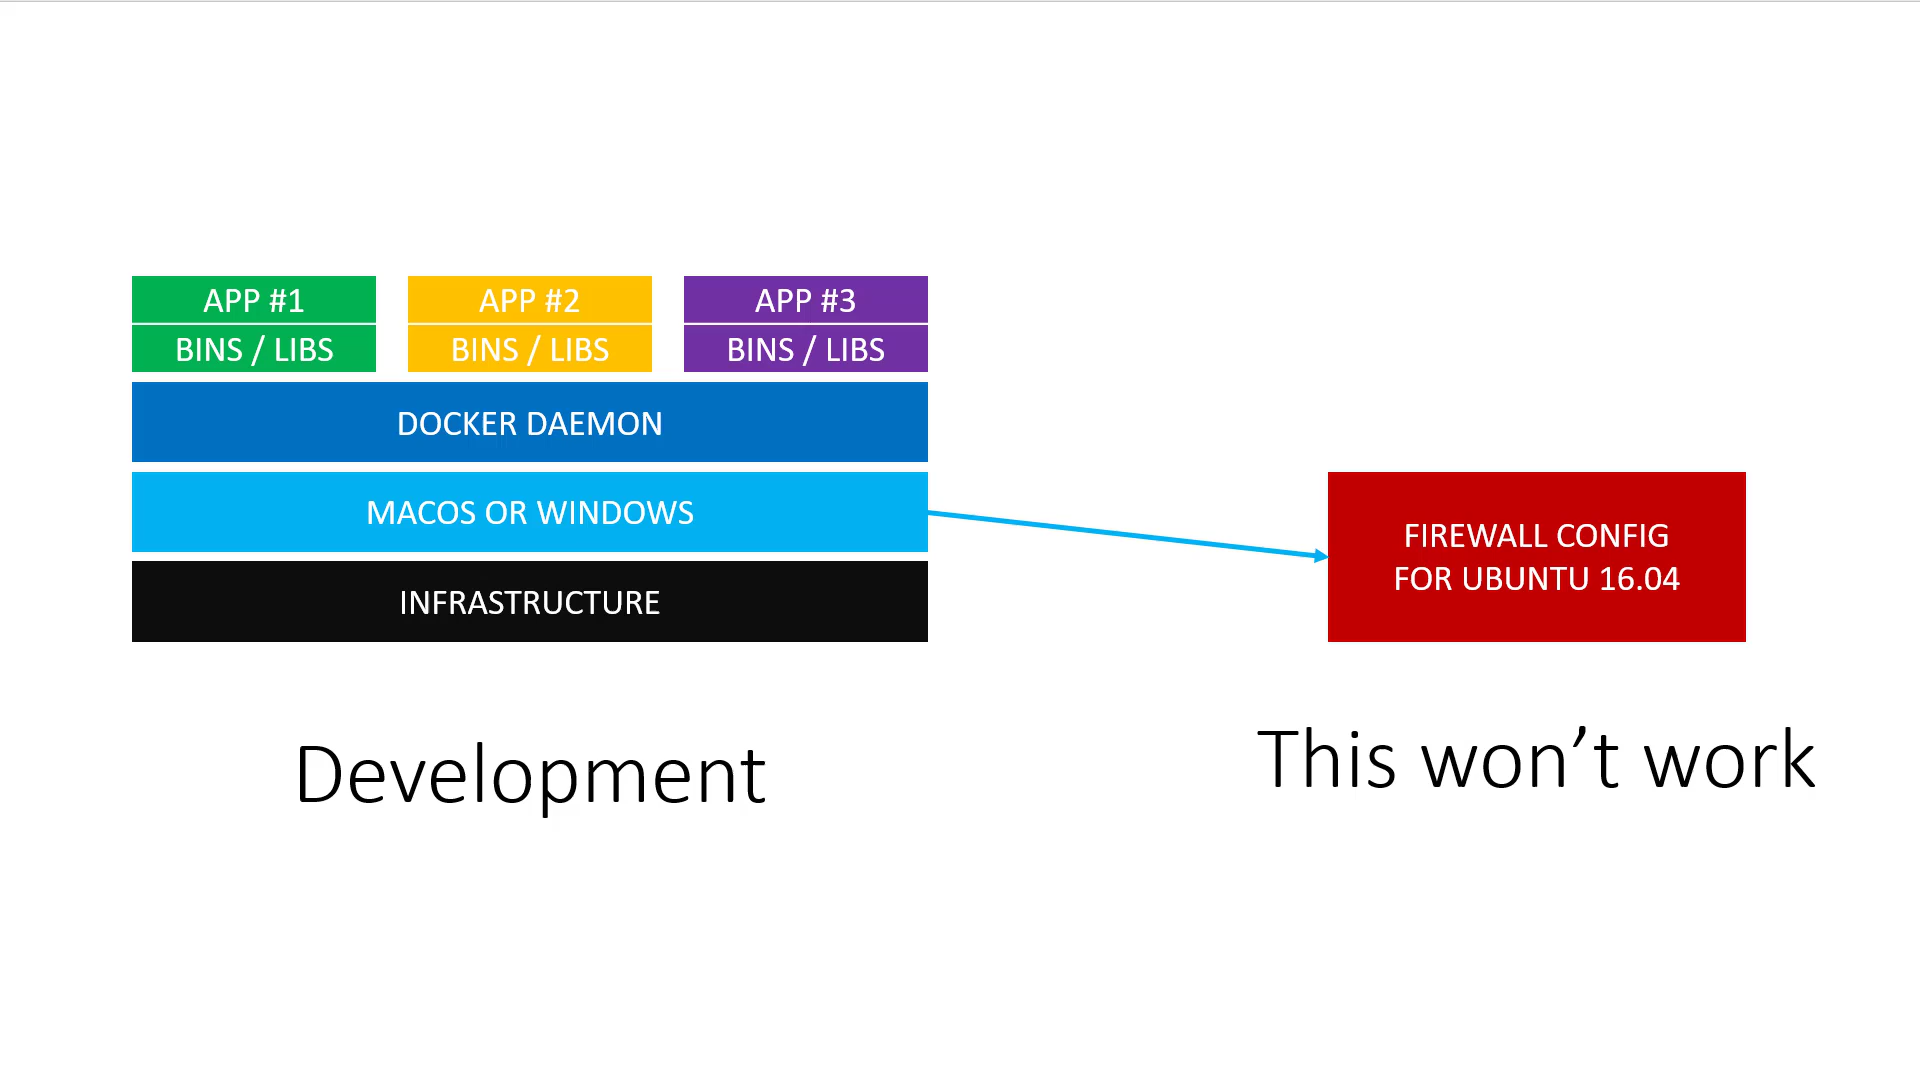 APP #1
BINS / LIBS
APP #2
BINS / LIBS
APP #3
BINS / LIBS
DOCKER DAEMON
MACOS OR WINDOWS
INFRASTRUCTURE
Development
FIREWALL CONFIG
FOR UBUNTU 16.04
This won’t work